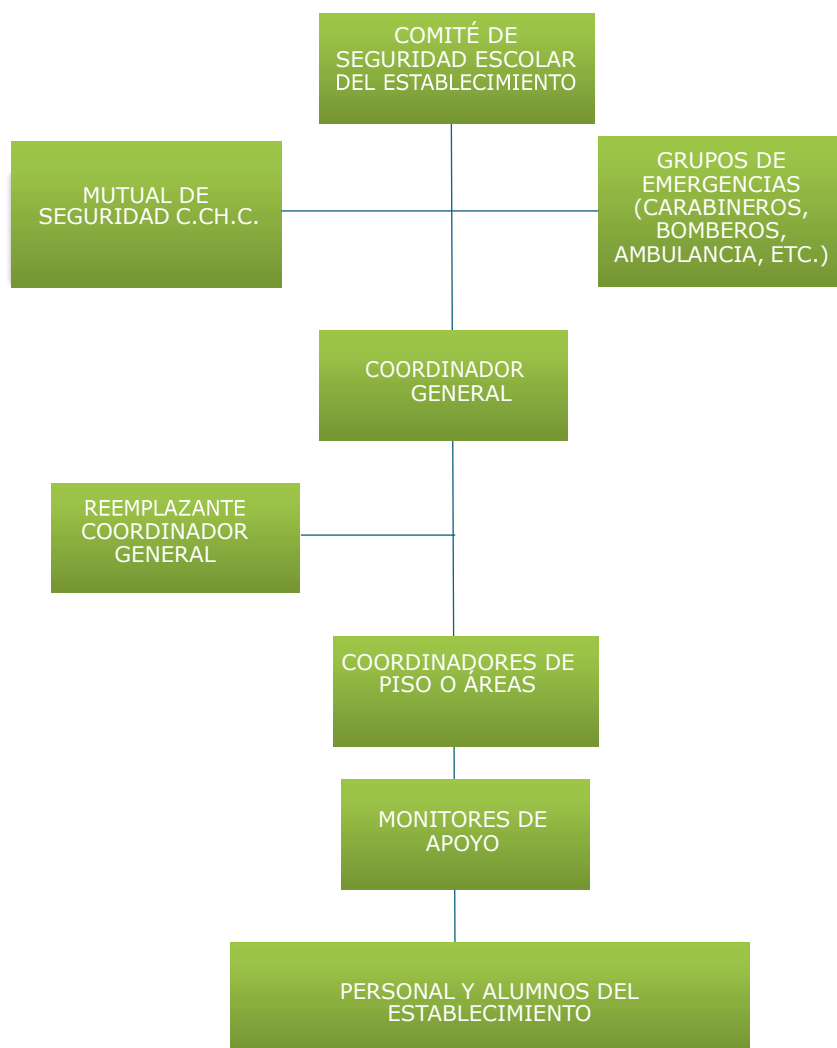 COMITÉ DE
SEGURIDAD ESCOLAR
DEL ESTABLECIMIENTO
MUTUAL DE
SEGURIDAD C.CH.C.
GRUPOS DE
EMERGENCIAS
(CARABINEROS,
BOMBEROS,
AMBULANCIA, ETC.)
COORDINADOR
GENERAL
REEMPLAZANTE
COORDINADOR
GENERAL
COORDINADORES DE
PISO O ÁREAS
MONITORES DE
APOYO
PERSONAL Y ALUMNOS DEL
ESTABLECIMIENTO